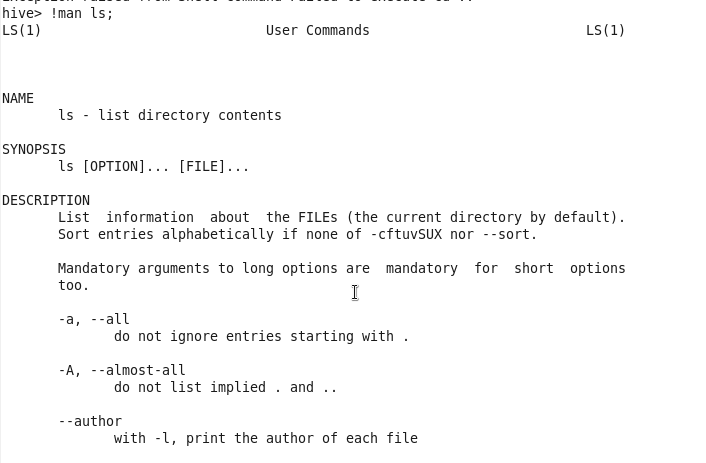 hive> !man ls;
LS(1) User Commands LS(1)
NAME
ls - list directory contents
SYNOPSIS
ls [OPTION]... [FILE]...
DESCRIPTION
List information about the FILEs (the current directory by default).
Sort entries alphabetically if none of -cftuvSUX nor --sort.
Mandatory arguments to long options are mandatory for short options
too.
-a, --all
do not ignore entries starting with .
-A, --almost-all
do not list implied . and ..
--author
with -l, print the author of each file